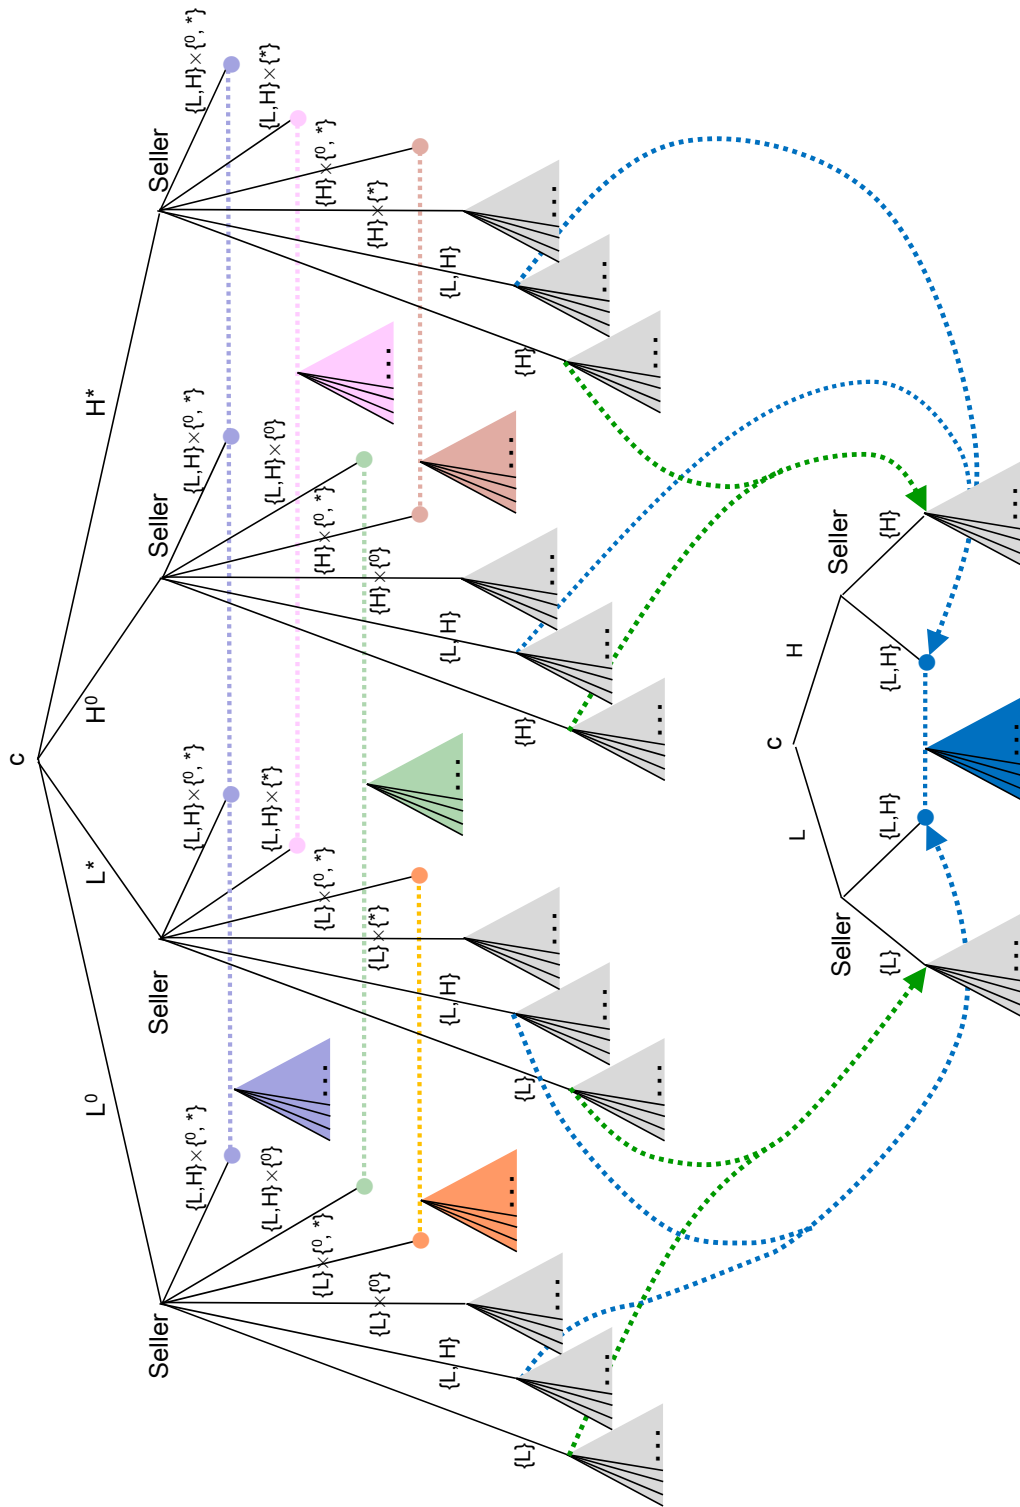 c
L⁰
L*
H⁰
H*
Seller
Seller
Seller
Seller
{L,H}×{⁰, *}
{L,H}×{⁰, *}
{L,H}×{⁰, *}
{L,H}×{⁰, *}
{L,H}×{⁰}
{L,H}×{*}
{L,H}×{⁰}
{L,H}×{*}
{L}×{⁰, *}
{L}×{⁰, *}
{H}×{⁰, *}
{H}×{⁰, *}
{L}×{⁰}
{L}×{*}
{H}×{⁰}
{H}×{*}
{L, H}
{L, H}
{L, H}
{L, H}
{L}
{L}
{H}
{H}
c
L
H
Seller
Seller
{L}
{L,H}
{L,H}
{H}